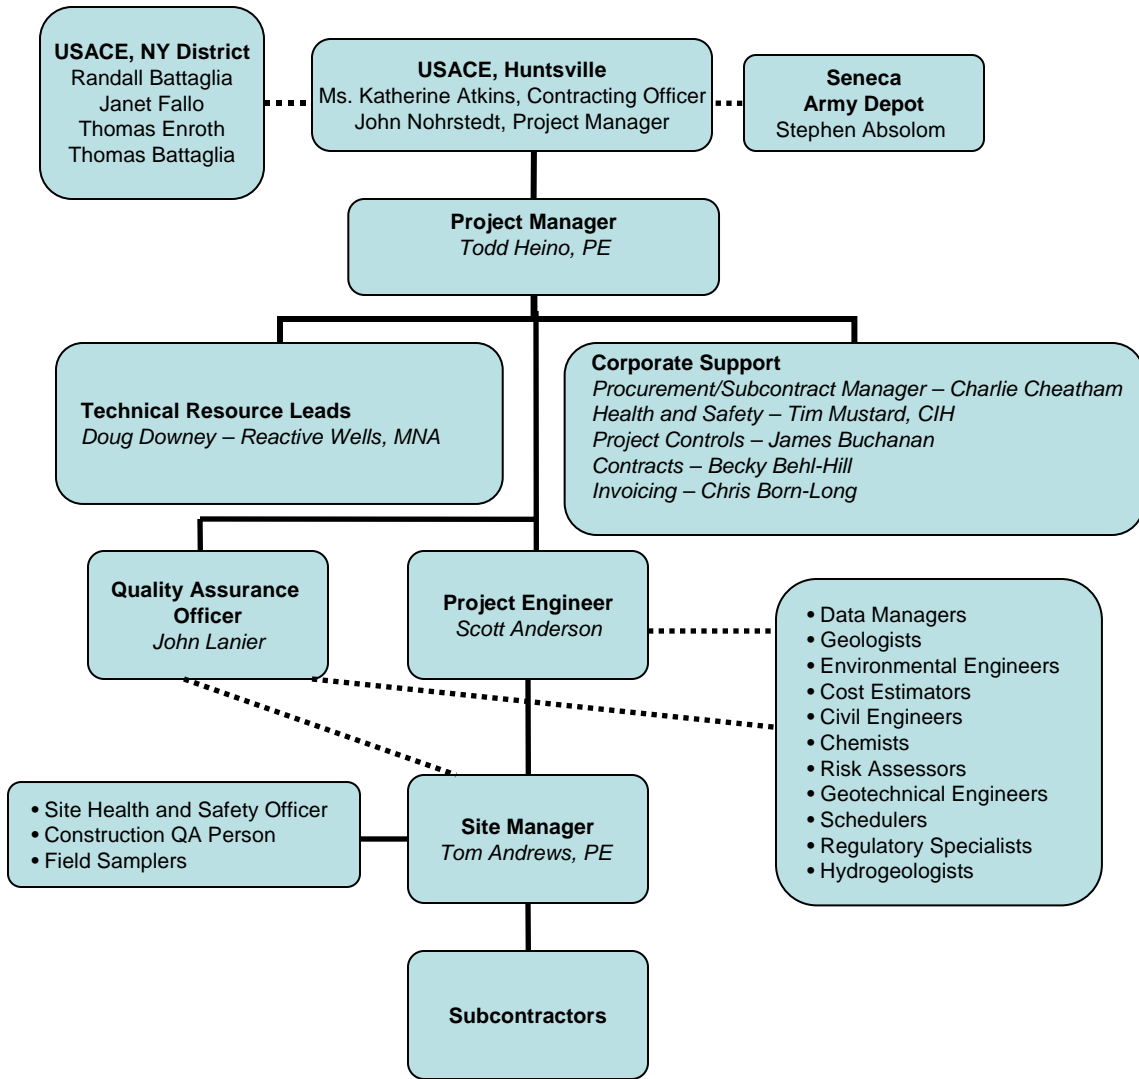 USACE, NY District
Randall Battaglia
Janet Fallo
Thomas Enroth
Thomas Battaglia
USACE, Huntsville
Ms. Katherine Atkins, Contracting Officer
John Nohrstedt, Project Manager
Seneca
Army Depot
Stephen Absolom
Project Manager
Todd Heino, PE
Technical Resource Leads
Doug Downey – Reactive Wells, MNA
Corporate Support
Procurement/Subcontract Manager – Charlie Cheatham
Health and Safety – Tim Mustard, CIH
Project Controls – James Buchanan
Contracts – Becky Behl-Hill
Invoicing – Chris Born-Long
Quality Assurance
Officer
John Lanier
Project Engineer
Scott Anderson
• Data Managers
• Geologists
• Environmental Engineers
• Cost Estimators
• Civil Engineers
• Chemists
• Risk Assessors
• Geotechnical Engineers
• Schedulers
• Regulatory Specialists
• Hydrogeologists
• Site Health and Safety Officer
• Construction QA Person
• Field Samplers
Site Manager
Tom Andrews, PE
Subcontractors